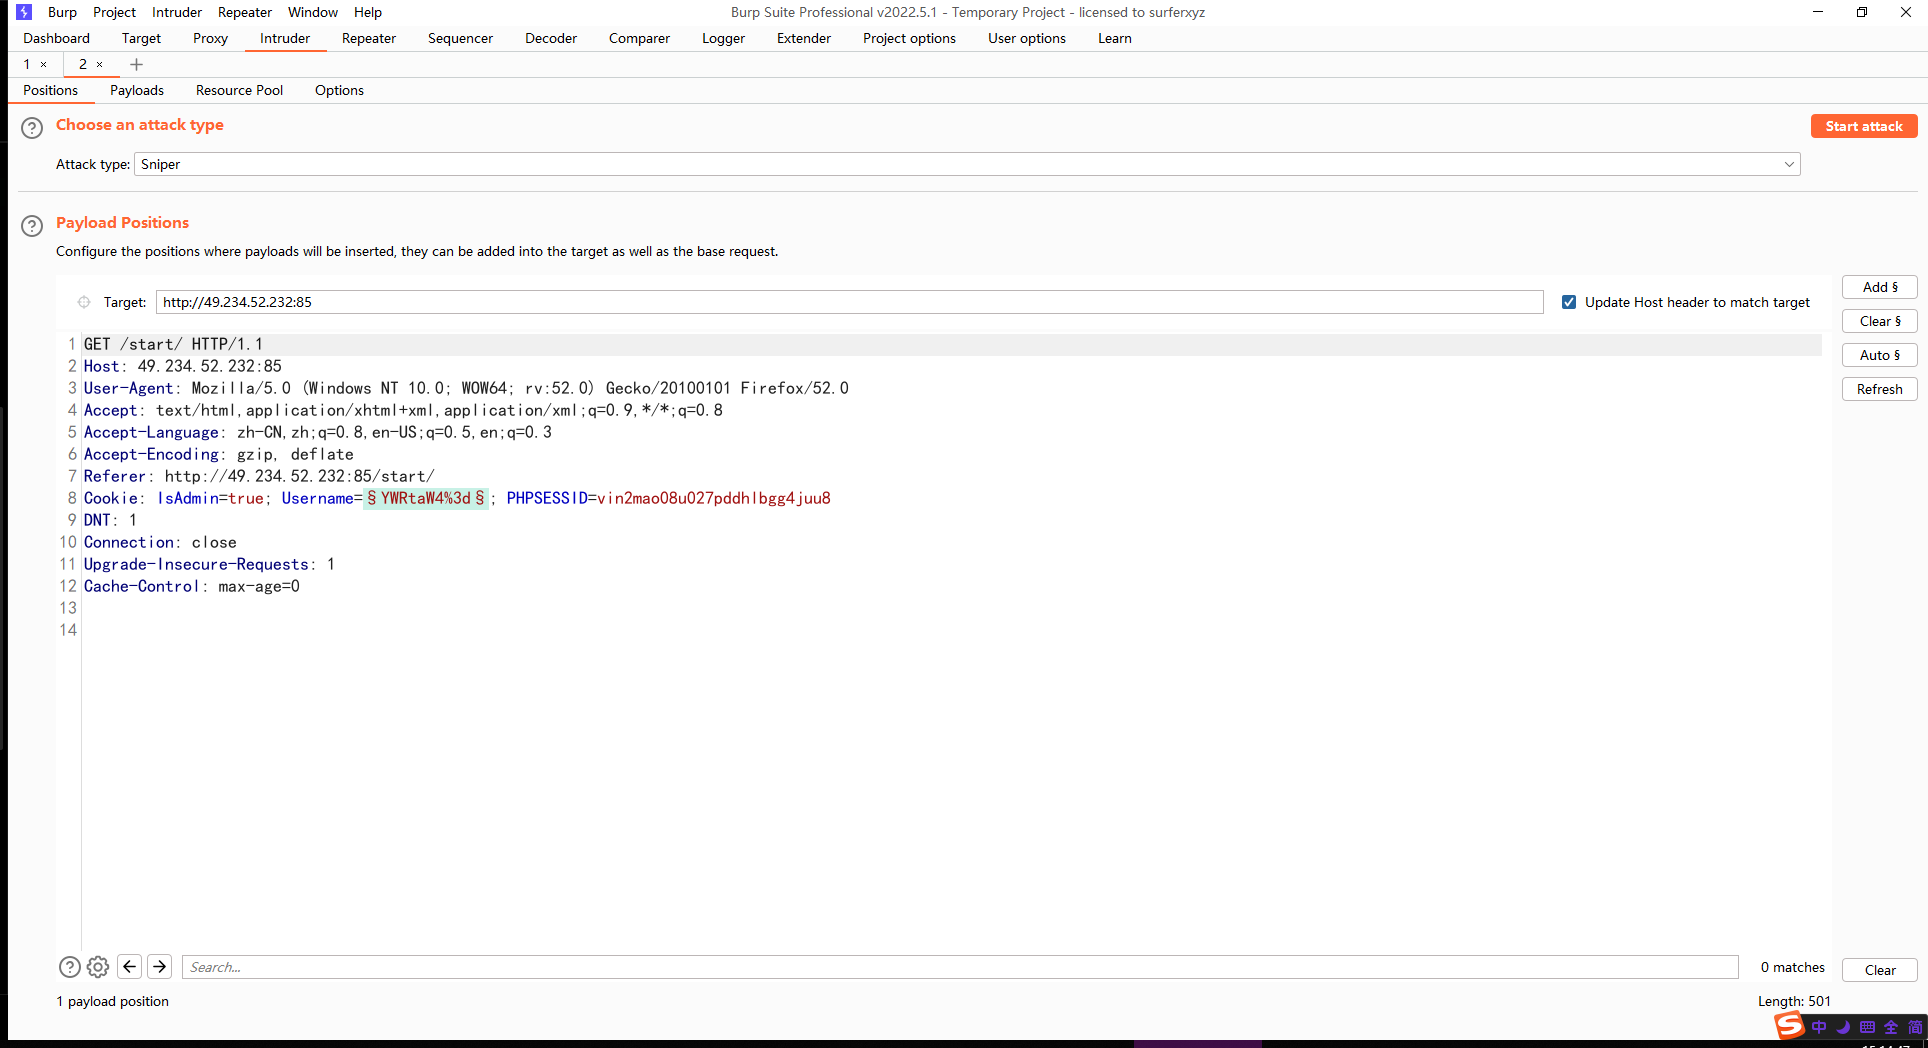 Burp Project Intruder Repeater Window Help
Burp Suite Professional v2022.5.1 - Temporary Project - licensed to surferxyz
Dashboard Target Proxy Intruder Repeater Sequencer Decoder Comparer Logger Extender Project options User options Learn
1 × 2 × +
Positions Payloads Resource Pool Options
? Choose an attack type
Start attack
Attack type: Sniper
? Payload Positions
Configure the positions where payloads will be inserted, they can be added into the target as well as the base request.
Target: http://49.234.52.232:85
Update Host header to match target
Add §
Clear §
Auto §
Refresh
1 GET /start/ HTTP/1.1
2 Host: 49.234.52.232:85
3 User-Agent: Mozilla/5.0 (Windows NT 10.0; WOW64; rv:52.0) Gecko/20100101 Firefox/52.0
4 Accept: text/html,application/xhtml+xml,application/xml;q=0.9,*/*;q=0.8
5 Accept-Language: zh-CN,zh;q=0.8,en-US;q=0.5,en;q=0.3
6 Accept-Encoding: gzip, deflate
7 Referer: http://49.234.52.232:85/start/
8 Cookie: IsAdmin=true; Username=§YWRtaW4%3d§; PHPSESSID=vin2mao08u027pddhlbgg4juu8
9 DNT: 1
10 Connection: close
11 Upgrade-Insecure-Requests: 1
12 Cache-Control: max-age=0
13
14
? Search...
0 matches
Clear
1 payload position
Length: 501
S 中 全 简